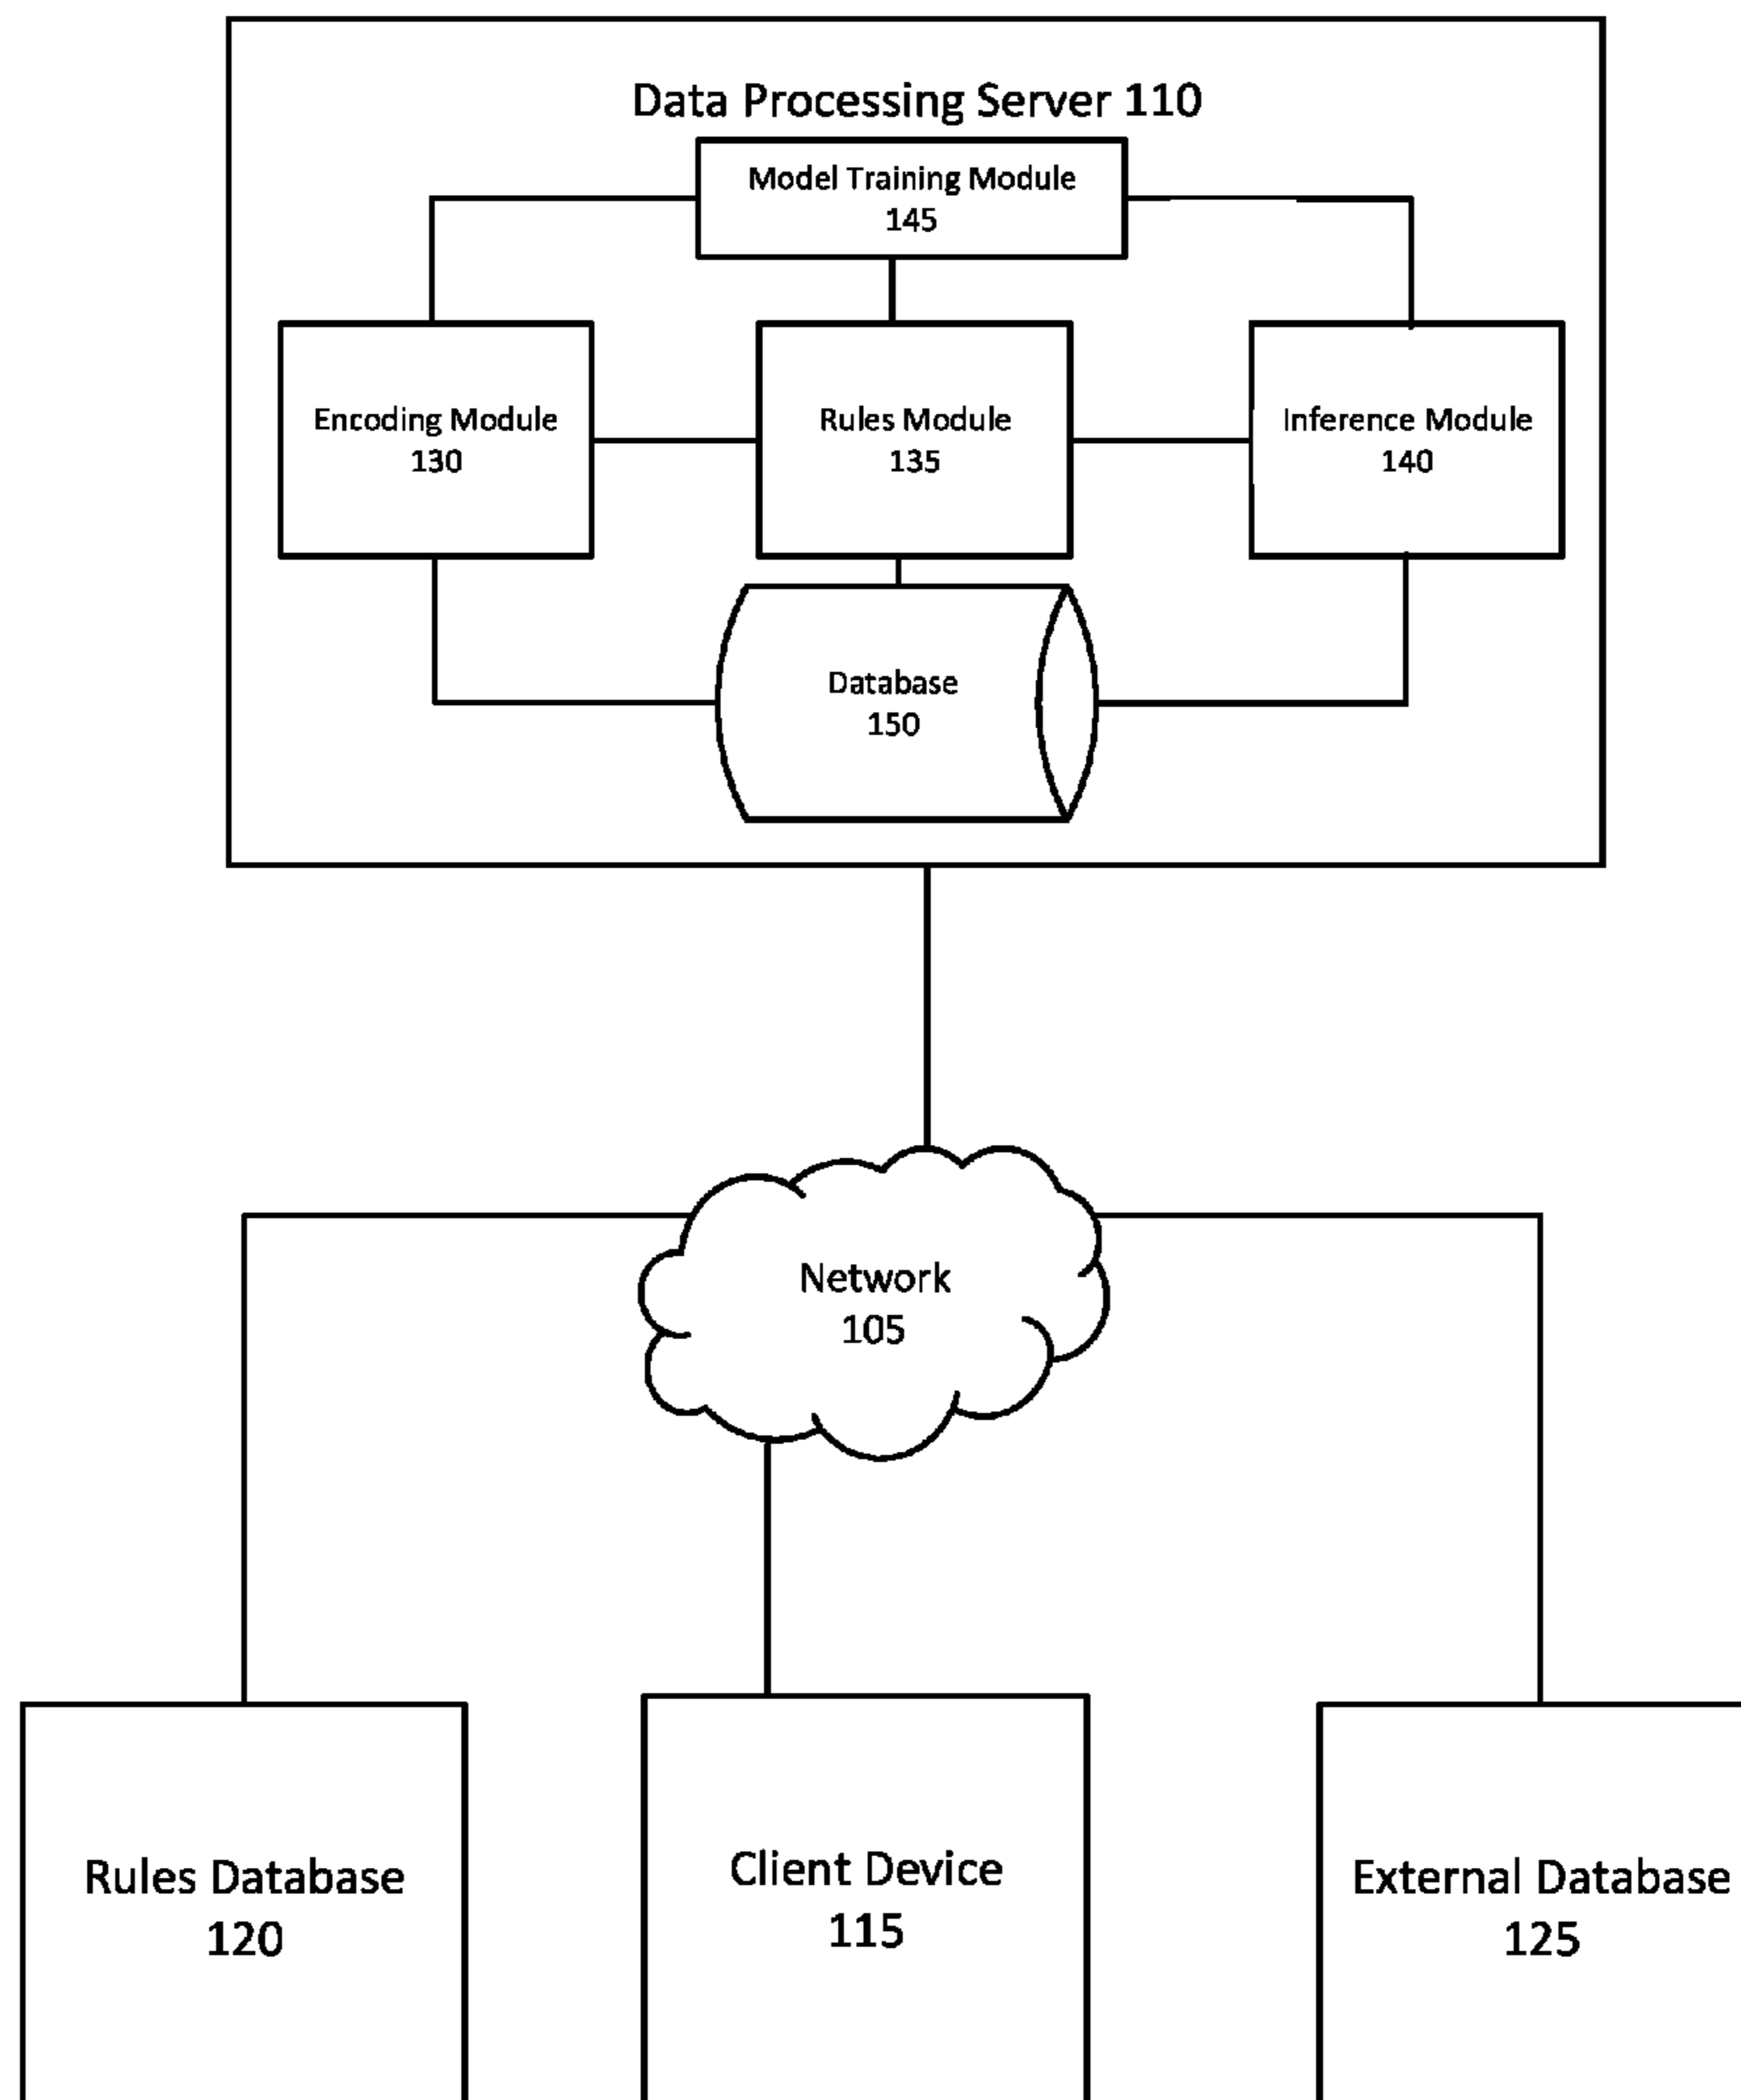 Data Processing Server 110
Model Training Module
145
Encoding Module
130
Rules Module
135
Inference Module
140
Database
150
Network
105
Rules Database
120
Client Device
115
External Database
125